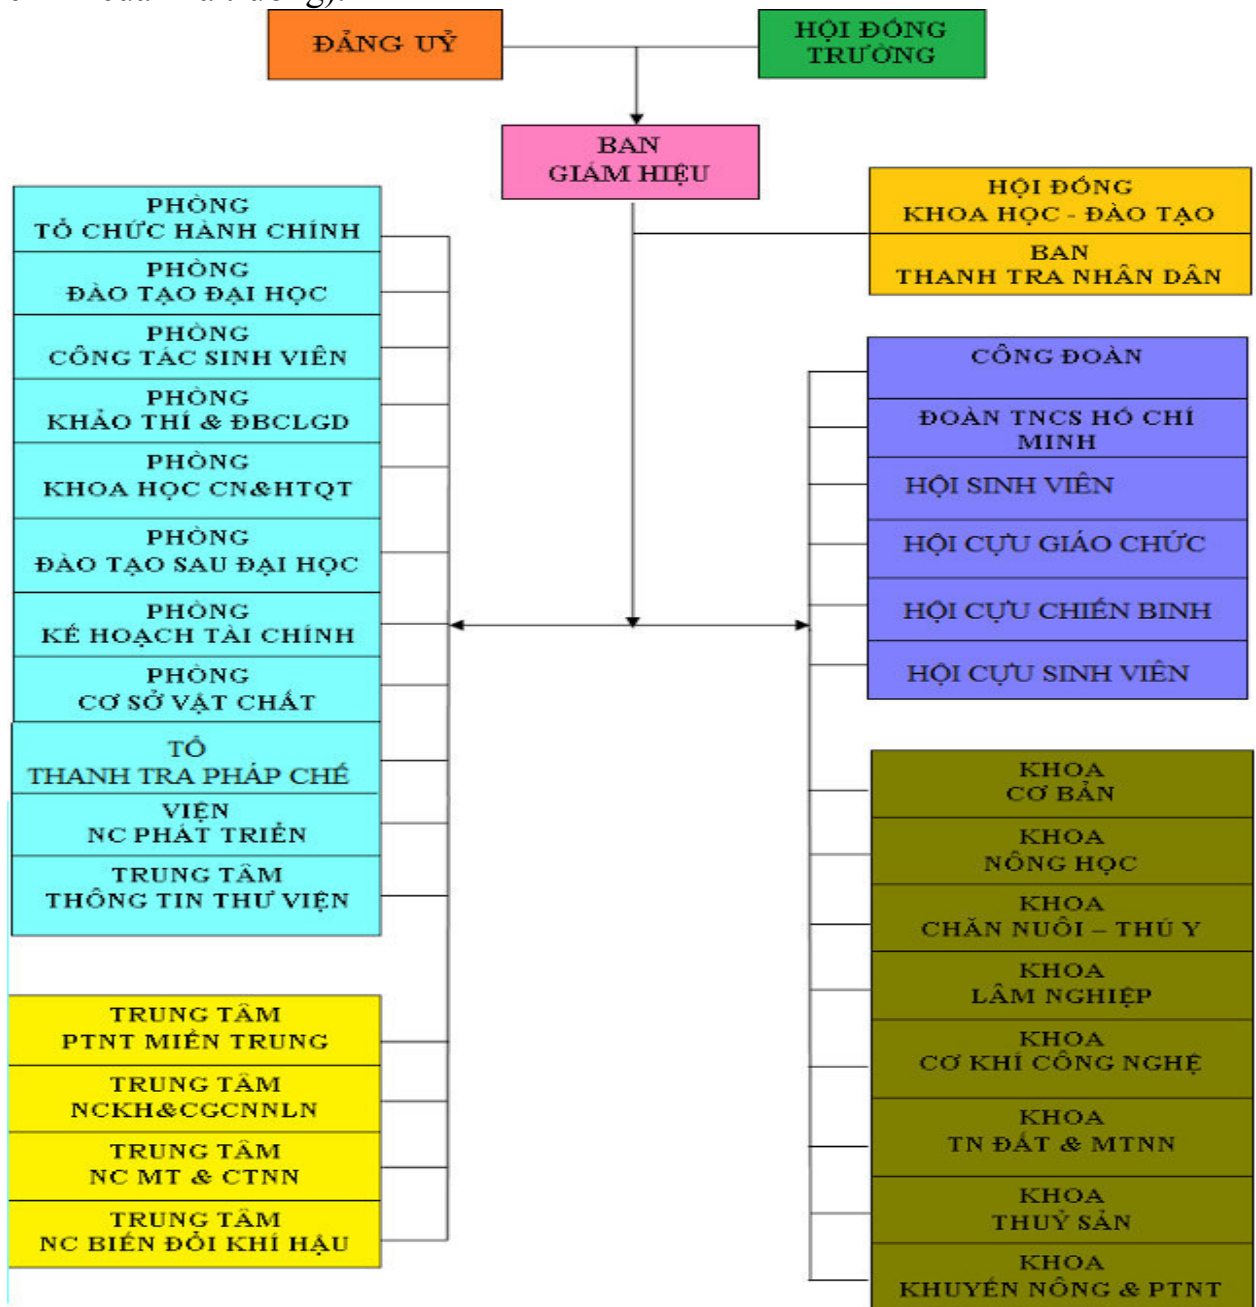 ĐẢNG UỶ
HỘI ĐỒNG
TRƯỜNG
BAN
GIÁM HIỆU
HỘI ĐỒNG
KHOA HỌC - ĐÀO TẠO
BAN
THANH TRA NHÂN DÂN
PHÒNG
TỔ CHỨC HÀNH CHÍNH
PHÒNG
ĐÀO TẠO ĐẠI HỌC
PHÒNG
CÔNG TÁC SINH VIÊN
PHÒNG
KHẢO THÍ & ĐBCLGD
PHÒNG
KHOA HỌC CN&HTQT
PHÒNG
ĐÀO TẠO SAU ĐẠI HỌC
PHÒNG
KẾ HOẠCH TÀI CHÍNH
PHÒNG
CƠ SỞ VẬT CHẤT
TỔ
THANH TRA PHÁP CHẾ
VIỆN
NC PHÁT TRIỂN
TRUNG TÂM
THÔNG TIN THƯ VIỆN
TRUNG TÂM
PTNT MIỀN TRUNG
TRUNG TÂM
NCKH&CGCNNLN
TRUNG TÂM
NC MT & CTNN
TRUNG TÂM
NC BIẾN ĐỔI KHÍ HẬU
CÔNG ĐOÀN
ĐOÀN TNCS HỒ CHÍ
MINH
HỘI SINH VIÊN
HỘI CỰU GIÁO CHỨC
HỘI CỰU CHIẾN BINH
HỘI CỰU SINH VIÊN
KHOA
CƠ BẢN
KHOA
NÔNG HỌC
KHOA
CHĂN NUÔI – THÚ Y
KHOA
LÂM NGHIỆP
KHOA
CƠ KHÍ CÔNG NGHỆ
KHOA
TN ĐẤT & MTNN
KHOA
THUỶ SẢN
KHOA
KHUYẾN NÔNG & PTNT